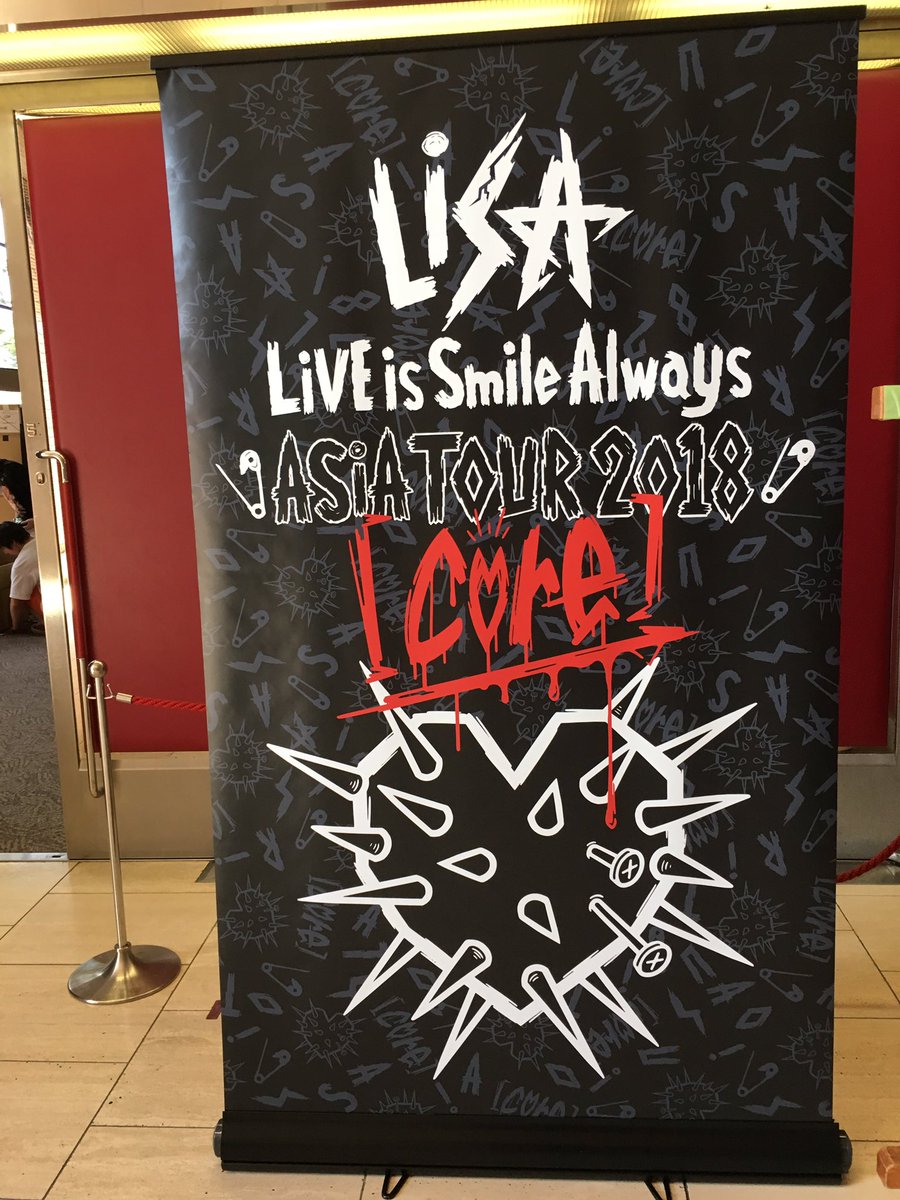 LiSA
LiVE is Smile Always
ASiA TOUR 2018
[core]